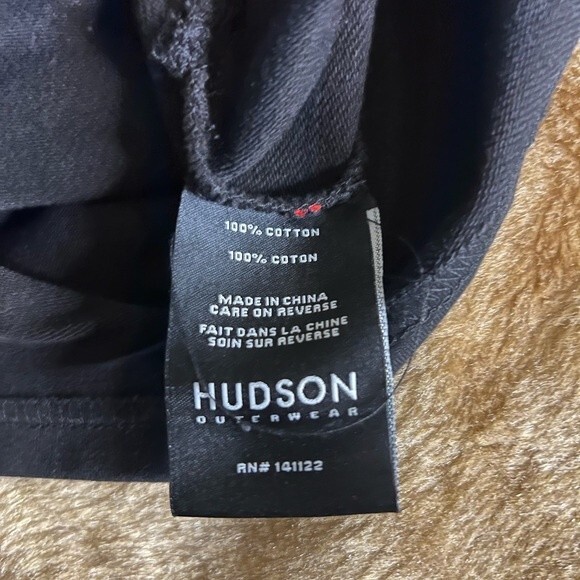 100% COTTON
100% COTON
MADE IN CHINA
CARE ON REVERSE
FAIT DANS LA CHINE
SOIN SUR REVERSE
HUDSON
OUTERWEAR
RN# 141122